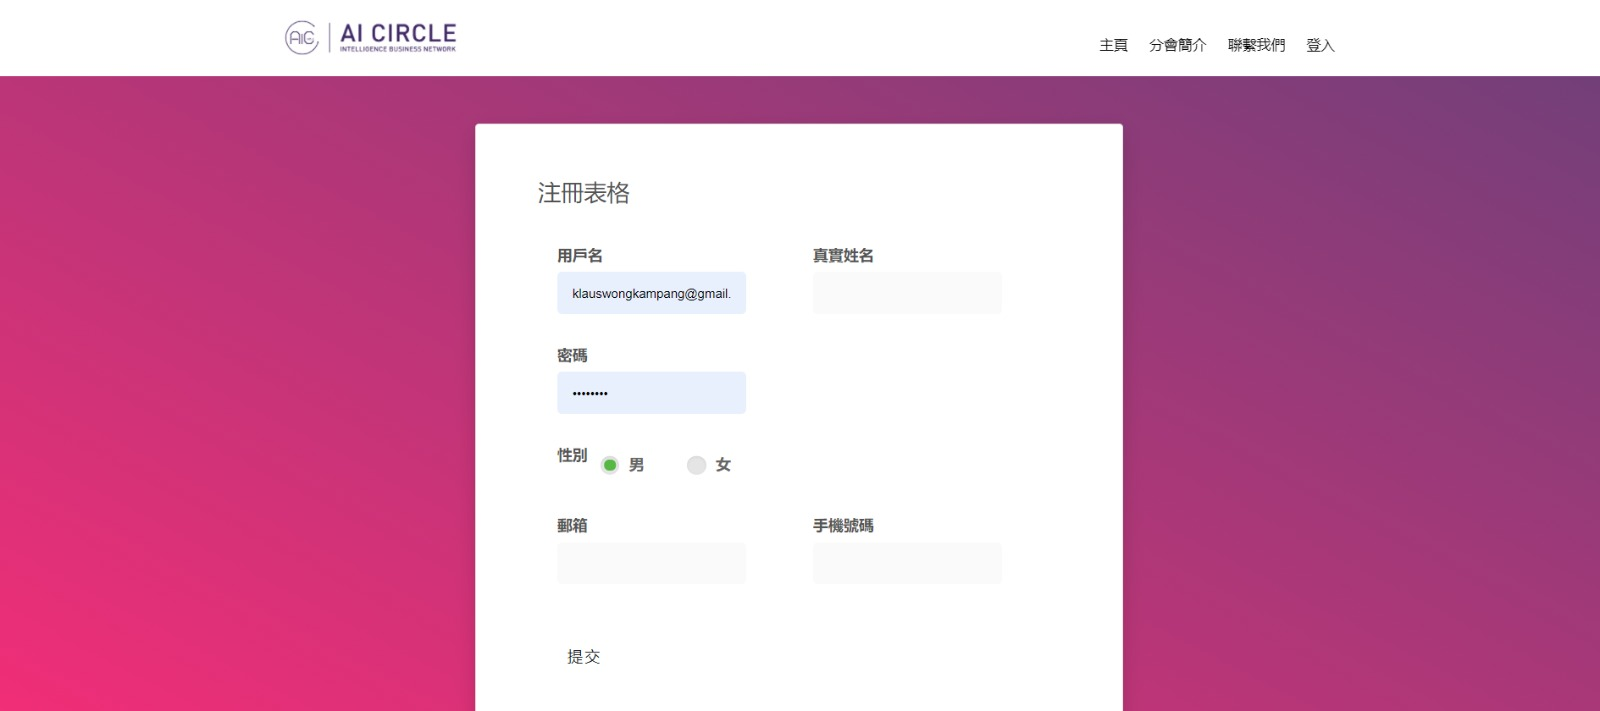 AIC
AI CIRCLE
INTELLIGENCE BUSINESS NETWORK
主頁 分會簡介 聯繫我們 登入
注冊表格
用戶名 真實姓名
klauswongkampang@gmail.
密碼
••••••••
性別 男 女
郵箱 手機號碼
提交